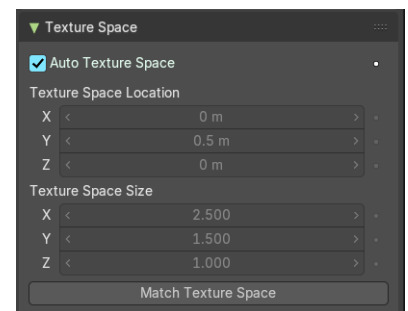 Texture Space
Auto Texture Space
Texture Space Location
X 0 m
Y 0.5 m
Z 0 m
Texture Space Size
X 2.500
Y 1.500
Z 1.000
Match Texture Space